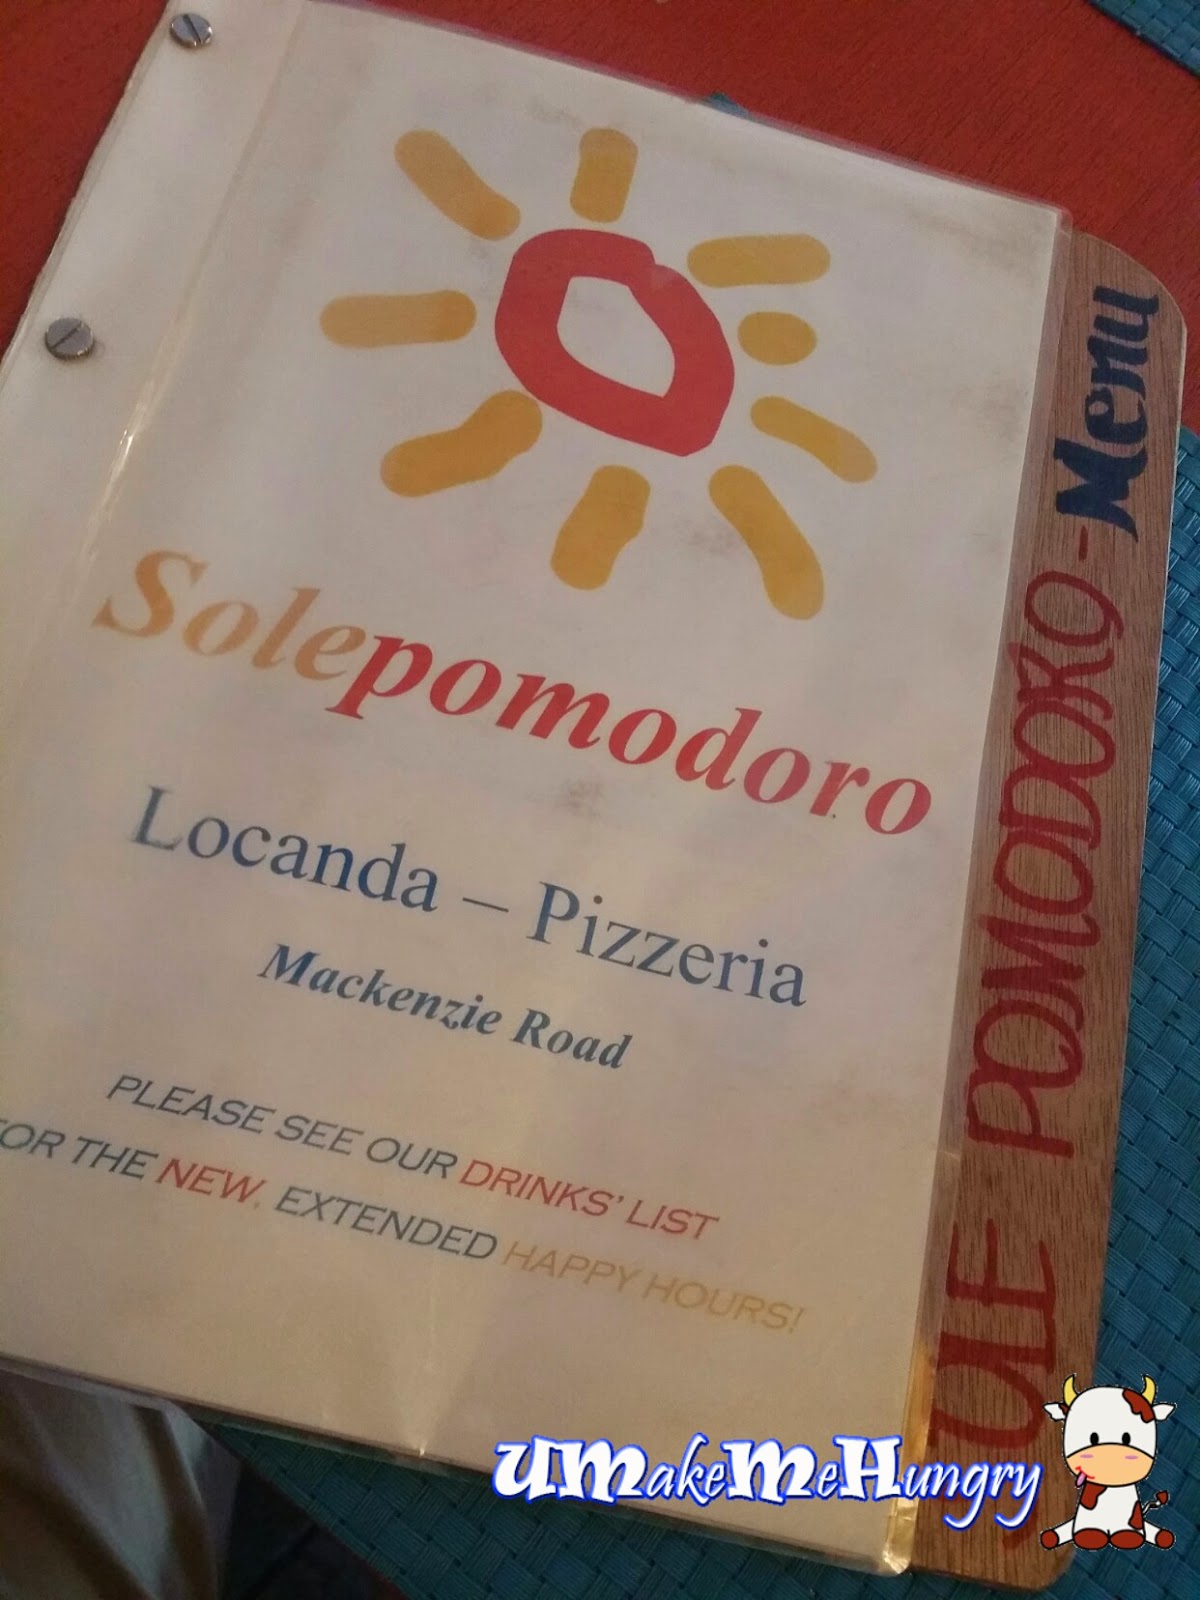 Solepomodoro
Locanda – Pizzeria
Mackenzie Road
PLEASE SEE OUR DRINKS' LIST
FOR THE NEW, EXTENDED HAPPY HOURS!
OLE POMODORO - Menu
UMakeMeHungry